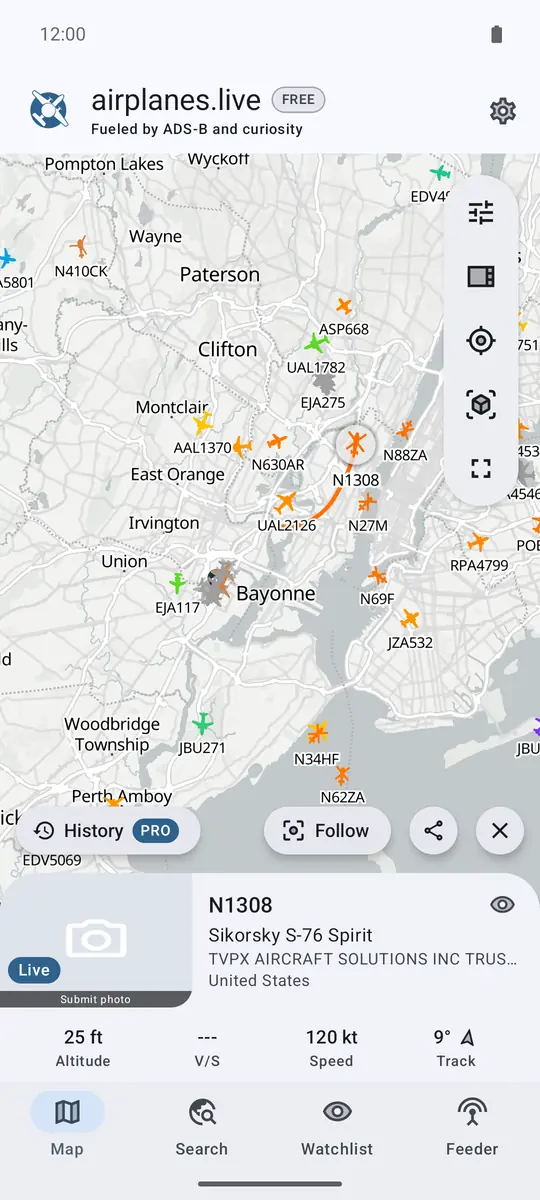 12:00
airplanes.live FREE
Fueled by ADS-B and curiosity
Pompton Lakes
Wyckoff
Wayne
N410CK
Paterson
ASP668
Clifton
UAL1782
EJA275
Montclair
AAL1370
N630AR
N88ZA
East Orange
N1308
Irvington
UAL2126
N27M
Union
RPA4799
EJA117
Bayonne
N69F
JZA532
Woodbridge
Township
JBU271
N34HF
Perth Amboy
N62ZA
History PRO
Follow
EDV5069
N1308
Sikorsky S-76 Spirit
TVPX AIRCRAFT SOLUTIONS INC TRUS...
United States
Live
Submit photo
25 ft
---
120 kt
9°
Altitude
V/S
Speed
Track
Map
Search
Watchlist
Feeder